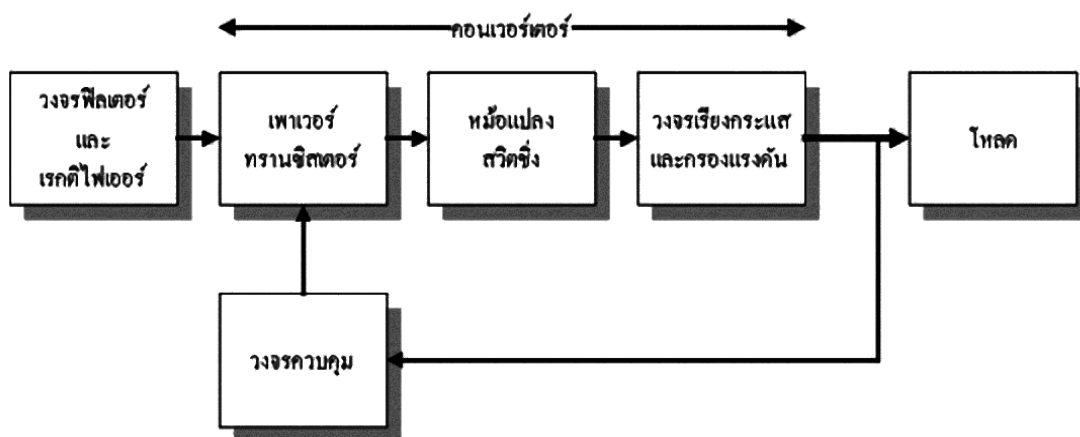 คอนเวอร์เตอร์
วงจรฟิลเตอร์
และ
เรกติไฟเออร์
เพาเวอร์
ทรานซิสเตอร์
หม้อแปลง
สวิตชิ่ง
วงจรเรียงกระแส
และกรองแรงดัน
โหลด
วงจรควบคุม